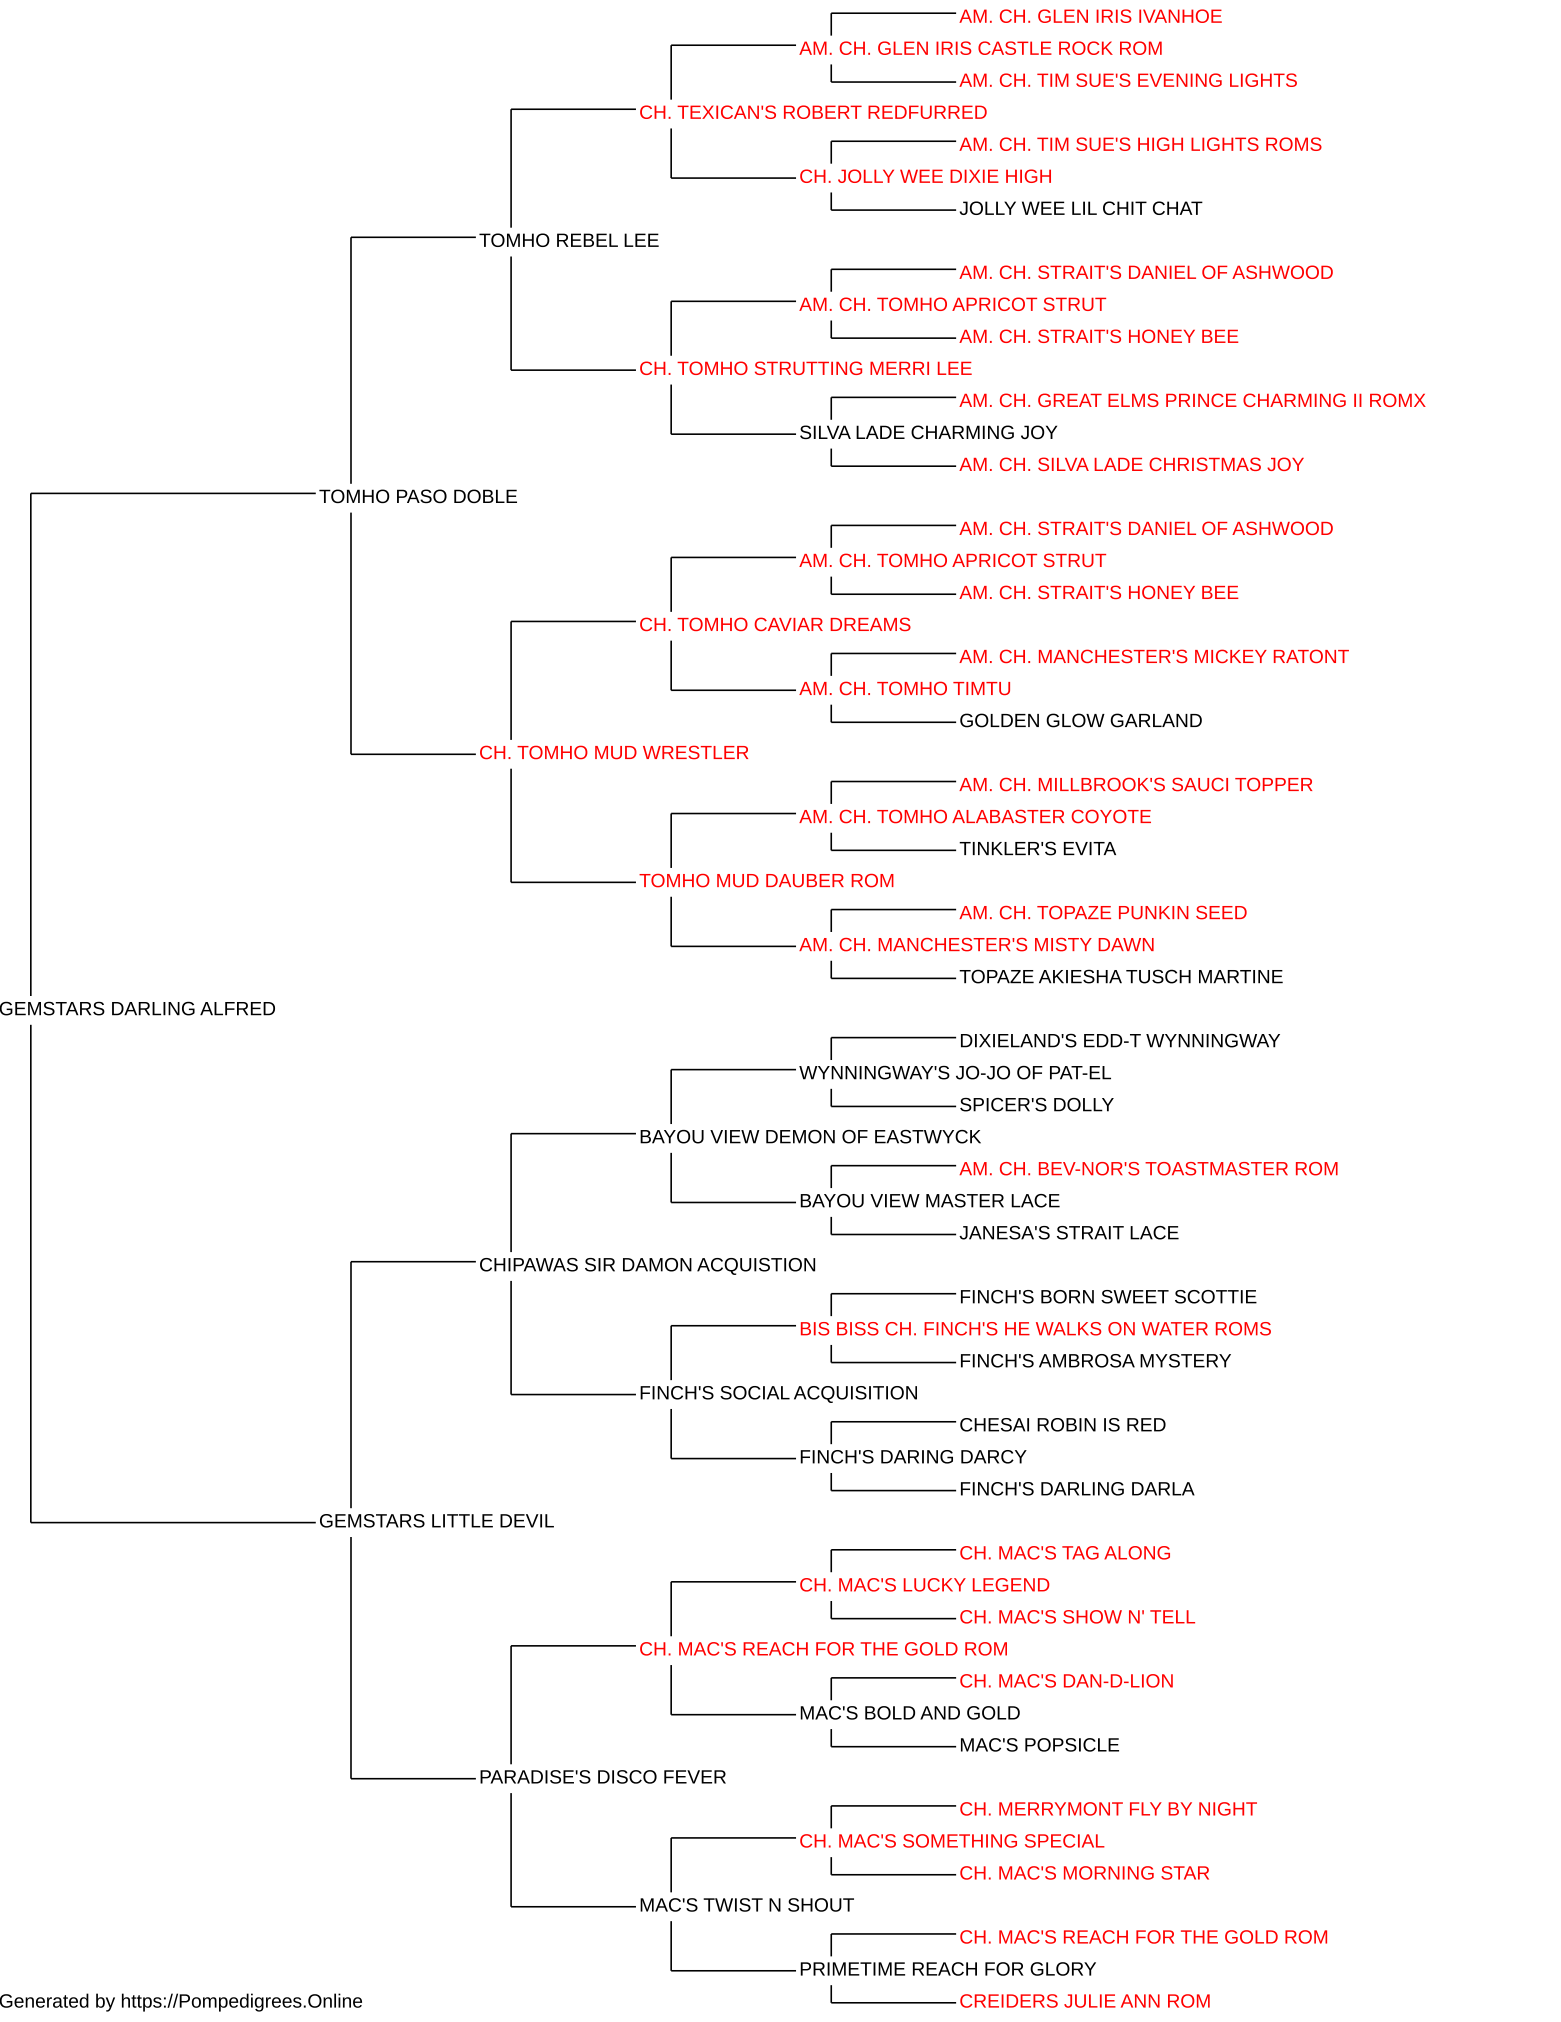 AM. CH. GLEN IRIS IVANHOE
AM. CH. GLEN IRIS CASTLE ROCK ROM
AM. CH. TIM SUE'S EVENING LIGHTS
CH. TEXICAN'S ROBERT REDFURRED
AM. CH. TIM SUE'S HIGH LIGHTS ROMS
CH. JOLLY WEE DIXIE HIGH
JOLLY WEE LIL CHIT CHAT
TOMHO REBEL LEE
AM. CH. STRAIT'S DANIEL OF ASHWOOD
AM. CH. TOMHO APRICOT STRUT
AM. CH. STRAIT'S HONEY BEE
CH. TOMHO STRUTTING MERRI LEE
AM. CH. GREAT ELMS PRINCE CHARMING II ROMX
SILVA LADE CHARMING JOY
AM. CH. SILVA LADE CHRISTMAS JOY
TOMHO PASO DOBLE
AM. CH. STRAIT'S DANIEL OF ASHWOOD
AM. CH. TOMHO APRICOT STRUT
AM. CH. STRAIT'S HONEY BEE
CH. TOMHO CAVIAR DREAMS
AM. CH. MANCHESTER'S MICKEY RATONT
AM. CH. TOMHO TIMTU
GOLDEN GLOW GARLAND
CH. TOMHO MUD WRESTLER
AM. CH. MILLBROOK'S SAUCI TOPPER
AM. CH. TOMHO ALABASTER COYOTE
TINKLER'S EVITA
TOMHO MUD DAUBER ROM
AM. CH. TOPAZE PUNKIN SEED
AM. CH. MANCHESTER'S MISTY DAWN
TOPAZE AKIESHA TUSCH MARTINE
GEMSTARS DARLING ALFRED
DIXIELAND'S EDD-T WYNNINGWAY
WYNNINGWAY'S JO-JO OF PAT-EL
SPICER'S DOLLY
BAYOU VIEW DEMON OF EASTWYCK
AM. CH. BEV-NOR'S TOASTMASTER ROM
BAYOU VIEW MASTER LACE
JANESA'S STRAIT LACE
CHIPAWAS SIR DAMON ACQUISTION
FINCH'S BORN SWEET SCOTTIE
BIS BISS CH. FINCH'S HE WALKS ON WATER ROMS
FINCH'S AMBROSA MYSTERY
FINCH'S SOCIAL ACQUISITION
CHESAI ROBIN IS RED
FINCH'S DARING DARCY
FINCH'S DARLING DARLA
GEMSTARS LITTLE DEVIL
CH. MAC'S TAG ALONG
CH. MAC'S LUCKY LEGEND
CH. MAC'S SHOW N' TELL
CH. MAC'S REACH FOR THE GOLD ROM
CH. MAC'S DAN-D-LION
MAC'S BOLD AND GOLD
MAC'S POPSICLE
PARADISE'S DISCO FEVER
CH. MERRYMONT FLY BY NIGHT
CH. MAC'S SOMETHING SPECIAL
CH. MAC'S MORNING STAR
MAC'S TWIST N SHOUT
CH. MAC'S REACH FOR THE GOLD ROM
PRIMETIME REACH FOR GLORY
CREIDERS JULIE ANN ROM
Generated by https://Pompedigrees.Online